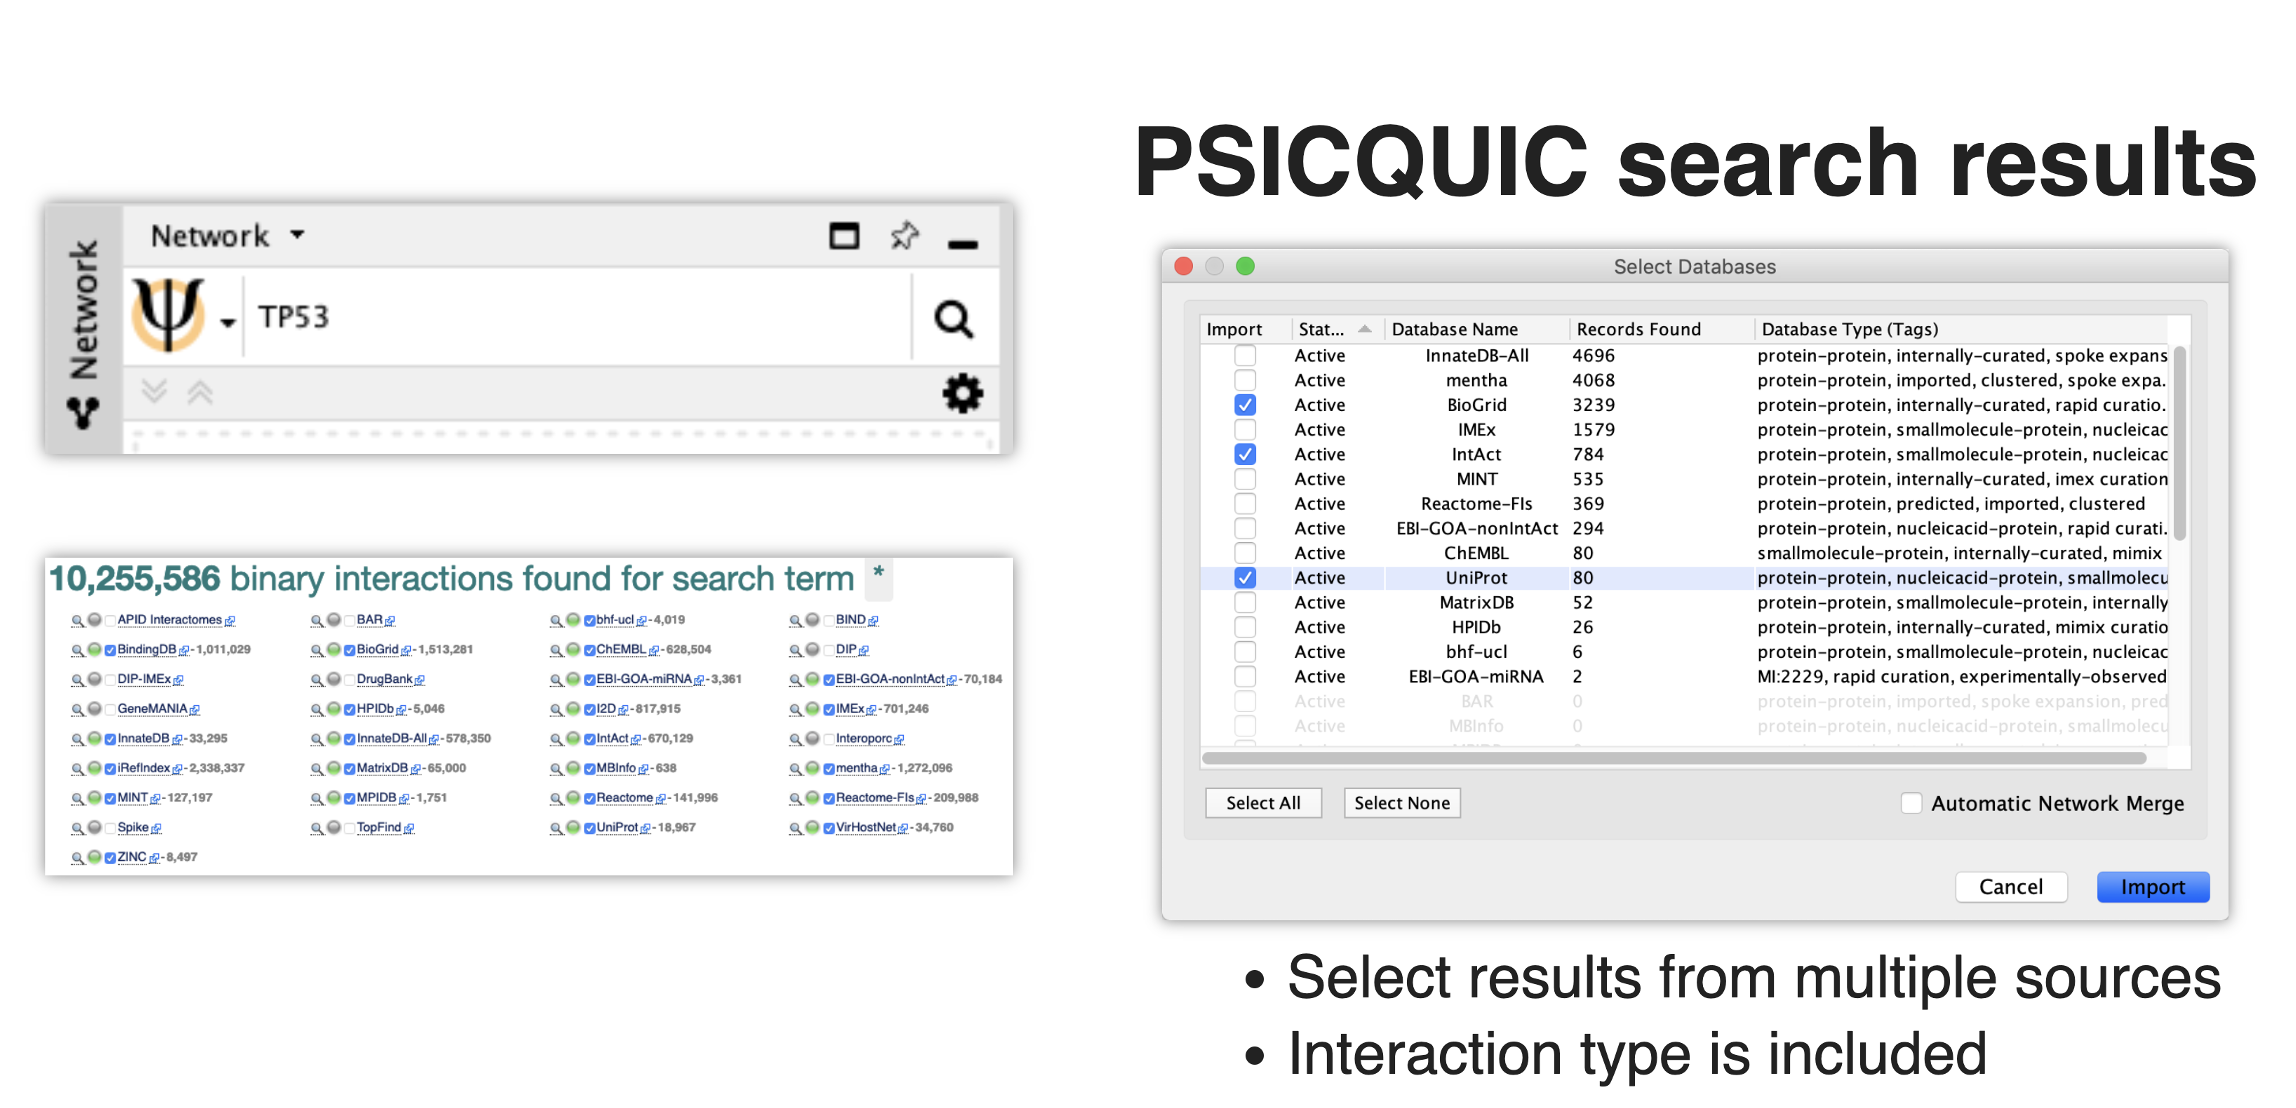 PSICQUIC search results
Network
Network
TP53
10,255,586 binary interactions found for search term *
APID Interactomes BAR bhf-ucl -4,019 BIND
BindingDB -1,011,029 BioGrid -1,513,281 ChEMBL -628,504 DIP
DIP-IMEx DrugBank EBI-GOA-miRNA -3,361 EBI-GOA-nonIntAct -70,184
GeneMANIA HPIDb -5,046 I2D -817,915 IMEx -701,246
InnateDB -33,295 InnateDB-All -578,350 IntAct -670,129 Interoporc
iRefIndex -2,338,337 MatrixDB -65,000 MBInfo -638 mentha -1,272,096
MINT -127,197 MPIDB -1,751 Reactome -141,996 Reactome-FIs -209,988
Spike TopFind UniProt -18,967 VirHostNet -34,760
ZINC -8,497
Select Databases
Import Stat... Database Name Records Found Database Type (Tags)
Active InnateDB-All 4696 protein-protein, internally-curated, spoke expans
Active mentha 4068 protein-protein, imported, clustered, spoke expa.
Active BioGrid 3239 protein-protein, internally-curated, rapid curatio.
Active IMEx 1579 protein-protein, smallmolecule-protein, nucleicac
Active IntAct 784 protein-protein, smallmolecule-protein, nucleicac
Active MINT 535 protein-protein, internally-curated, imex curation
Active Reactome-FIs 369 protein-protein, predicted, imported, clustered
Active EBI-GOA-nonIntAct 294 protein-protein, nucleicacid-protein, rapid curati.
Active ChEMBL 80 smallmolecule-protein, internally-curated, mimix
Active UniProt 80 protein-protein, nucleicacid-protein, smallmolecu
Active MatrixDB 52 protein-protein, smallmolecule-protein, internally
Active HPIDb 26 protein-protein, internally-curated, mimix curatio
Active bhf-ucl 6 protein-protein, smallmolecule-protein, nucleicac
Active EBI-GOA-miRNA 2 MI:2229, rapid curation, experimentally-observed
Active BAR 0 protein-protein, imported, spoke expansion, pred
Active MBInfo 0 protein-protein, nucleicacid-protein, smallmolecu
Select All Select None Automatic Network Merge
Cancel Import
• Select results from multiple sources
• Interaction type is included